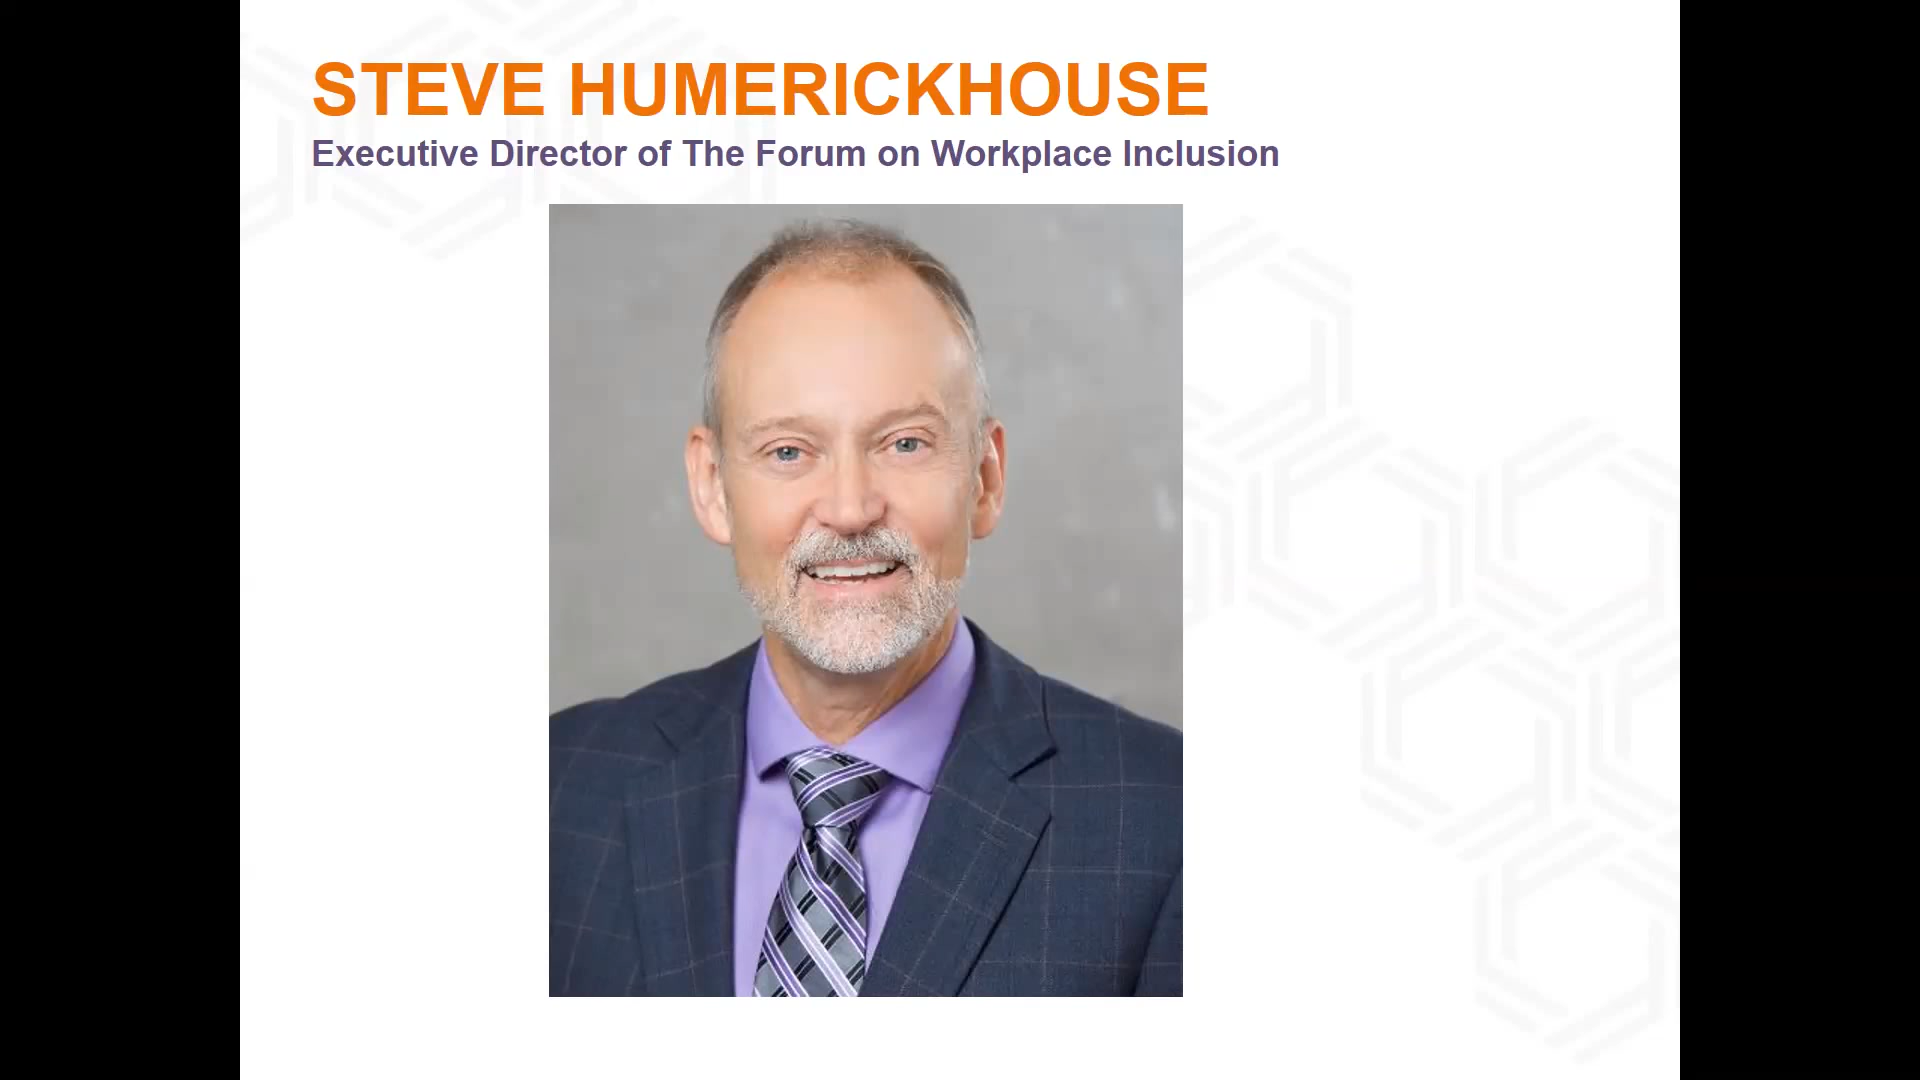 STEVE HUMERICKHOUSE
Executive Director of The Forum on Workplace Inclusion